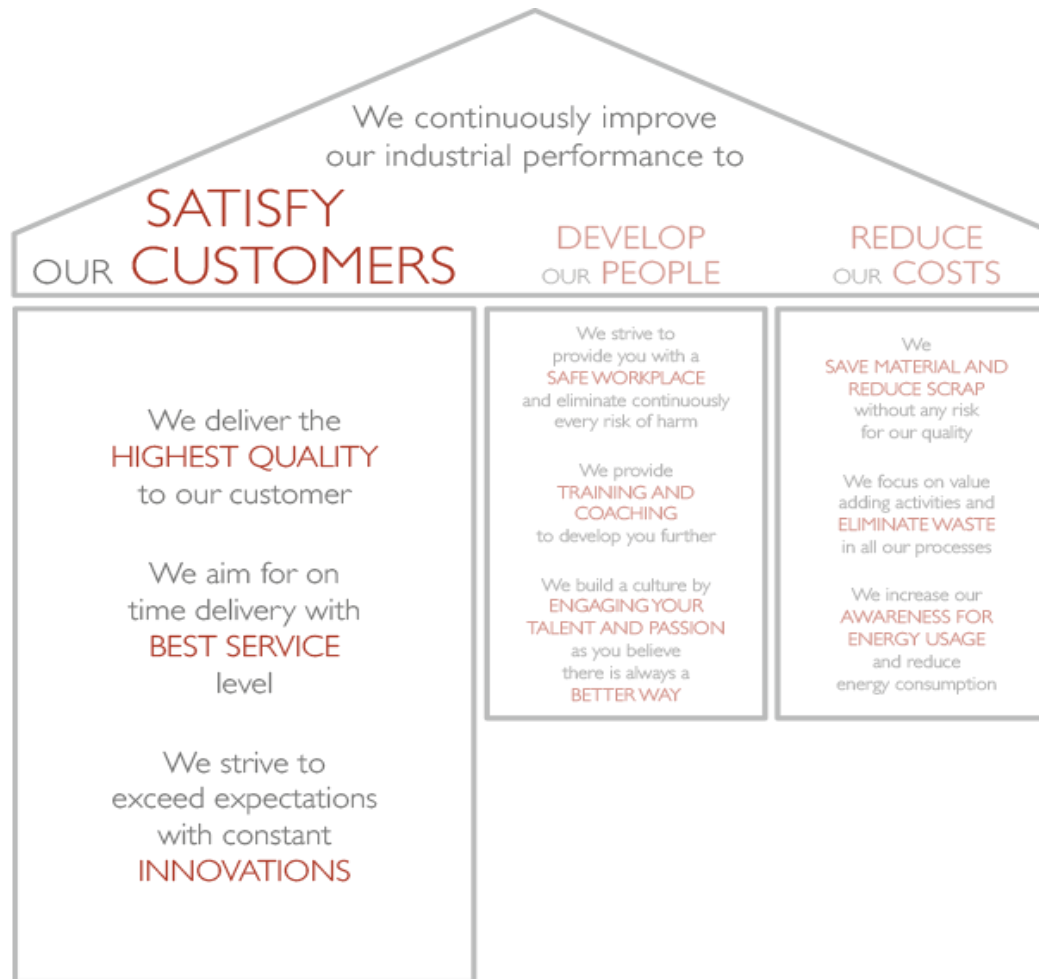 We continuously improve
our industrial performance to
SATISFY
OUR CUSTOMERS
DEVELOP
OUR PEOPLE
REDUCE
OUR COSTS
We deliver the
HIGHEST QUALITY
to our customer
We aim for on
time delivery with
BEST SERVICE
level
We strive to
exceed expectations
with constant
INNOVATIONS
We strive to
provide you with a
SAFE WORKPLACE
and eliminate continuously
every risk of harm
We provide
TRAINING AND
COACHING
to develop you further
We build a culture by
ENGAGING YOUR
TALENT AND PASSION
as you believe
there is always a
BETTER WAY
We
SAVE MATERIAL AND
REDUCE SCRAP
without any risk
for our quality
We focus on value
adding activities and
ELIMINATE WASTE
in all our processes
We increase our
AWARENESS FOR
ENERGY USAGE
and reduce
energy consumption